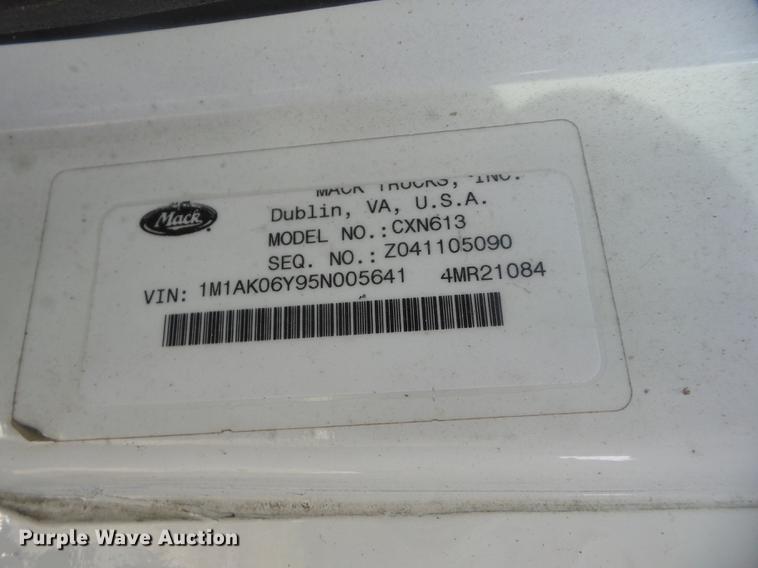 MACK TRUCKS, INC.
Mack
Dublin, VA, U.S.A.
MODEL NO.:CXN613
SEQ. NO.: Z041105090
VIN: 1M1AK06Y95N005641 4MR21084
Purple Wave Auction